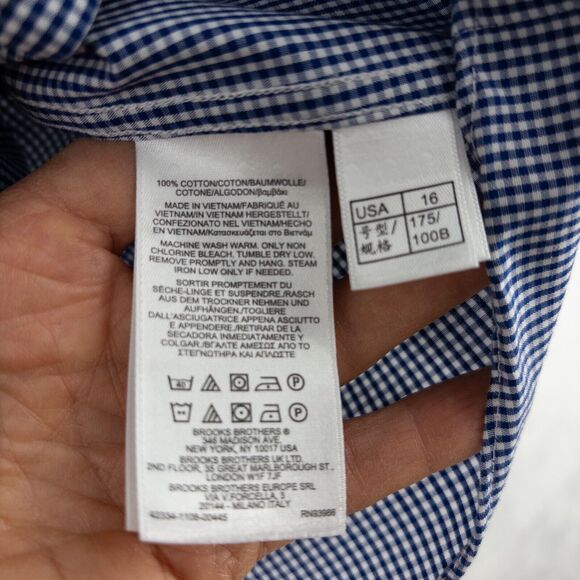 100% COTTON/COTON/BAUMWOLLE/
COTONE/ALGODON/βαμβάκι
MADE IN VIETNAM/FABRIQUÉ AU
VIETNAM/IN VIETNAM HERGESTELLT/
CONFEZIONATO NEL VIETNAM/HECHO
EN VIETNAM/Κατασκευάζεται στο Βιετνάμ
MACHINE WASH WARM. ONLY NON
CHLORINE BLEACH. TUMBLE DRY LOW.
REMOVE PROMPTLY AND HANG. STEAM
IRON LOW ONLY IF NEEDED.
SORTIR PROMPTEMENT DU
SÈCHE-LINGE ET SUSPENDRE./RASCH
AUS DEM TROCKNER NEHMEN UND
AUFHÄNGEN/TOGLIERE
DALL'ASCIUGATRICE APPENA ASCIUTTO
E APPENDERE./RETIRAR DE LA
SECADORA INMEDIATAMENTE Y
COLGAR/ΒΓΑΛΤΕ ΑΜΕΣΩΣ ΑΠΟ
ΣΤΕΓΝΩΤΗΡΑ ΚΑΙ ΑΠΛΩΣΤΕ
40 P
P
BROOKS BROTHERS ®
346 MADISON AVE.
NEW YORK, NY 10017 USA
BROOKS BROTHERS UK LTD.
2ND FLOOR, 35 GREAT MARLBOROUGH ST.,
LONDON W1F 7JF
BROOKS BROTHERS EUROPE SRL
VIA V.FORCELLA, 3
20144 - MILANO ITALY
42334-1106-00445 RN93986
USA 16
号型/ 175/
规格 100B